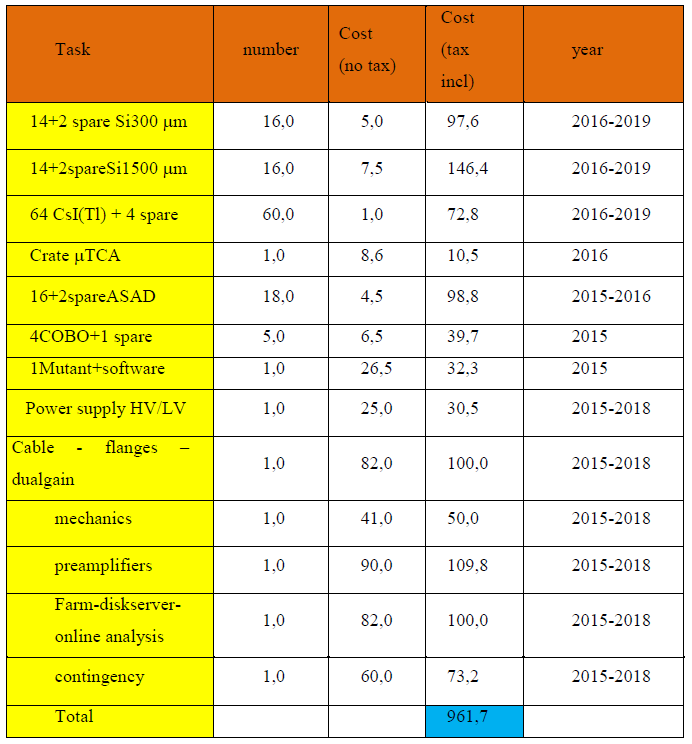 Task number Cost (no tax) Cost (tax incl) year
14+2 spare Si300 μm 16,0 5,0 97,6 2016-2019
14+2spareSi1500 μm 16,0 7,5 146,4 2016-2019
64 CsI(Tl) + 4 spare 60,0 1,0 72,8 2016-2019
Crate μTCA 1,0 8,6 10,5 2016
16+2spareASAD 18,0 4,5 98,8 2015-2016
4COBO+1 spare 5,0 6,5 39,7 2015
1Mutant+software 1,0 26,5 32,3 2015
Power supply HV/LV 1,0 25,0 30,5 2015-2018
Cable - flanges – dualgain 1,0 82,0 100,0 2015-2018
mechanics 1,0 41,0 50,0 2015-2018
preamplifiers 1,0 90,0 109,8 2015-2018
Farm-diskserver-online analysis 1,0 82,0 100,0 2015-2018
contingency 1,0 60,0 73,2 2015-2018
Total 961,7